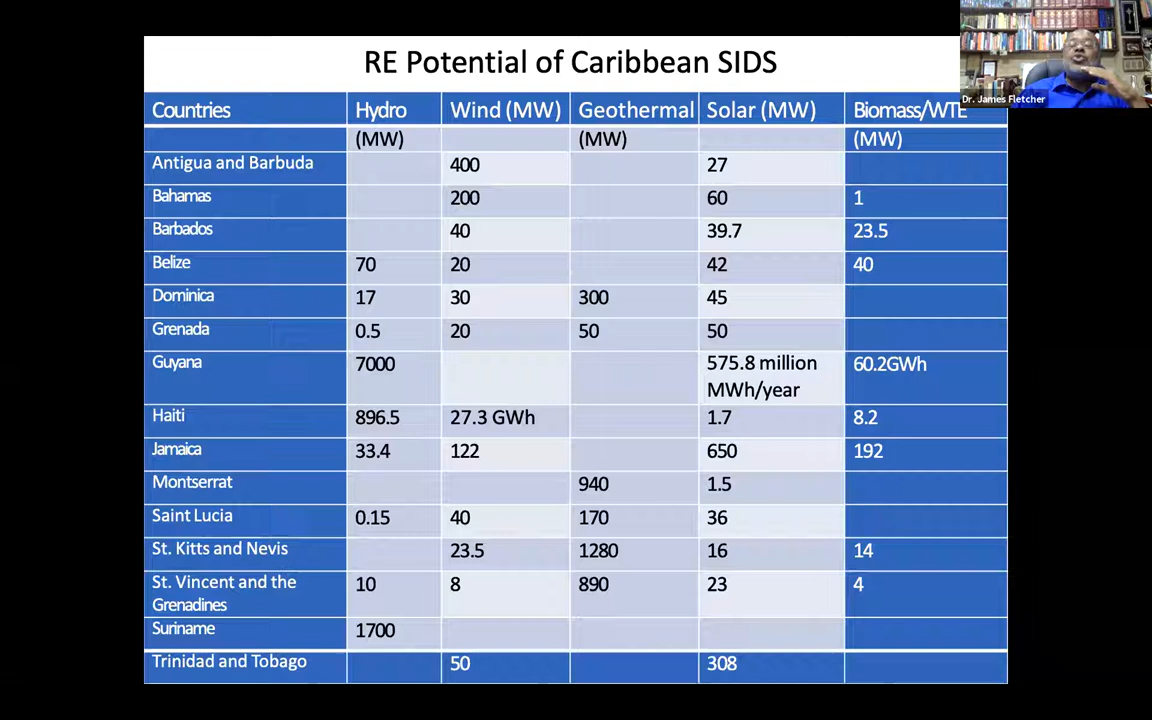 RE Potential of Caribbean SIDS
Dr. James Fletcher
Countries Hydro Wind (MW) Geothermal Solar (MW) Biomass/WTE
(MW) (MW) (MW)
Antigua and Barbuda 400 27
Bahamas 200 60 1
Barbados 40 39.7 23.5
Belize 70 20 42 40
Dominica 17 30 300 45
Grenada 0.5 20 50 50
Guyana 7000 575.8 million 60.2GWh
MWh/year
Haiti 896.5 27.3 GWh 1.7 8.2
Jamaica 33.4 122 650 192
Montserrat 940 1.5
Saint Lucia 0.15 40 170 36
St. Kitts and Nevis 23.5 1280 16 14
St. Vincent and the 10 8 890 23 4
Grenadines
Suriname 1700
Trinidad and Tobago 50 308